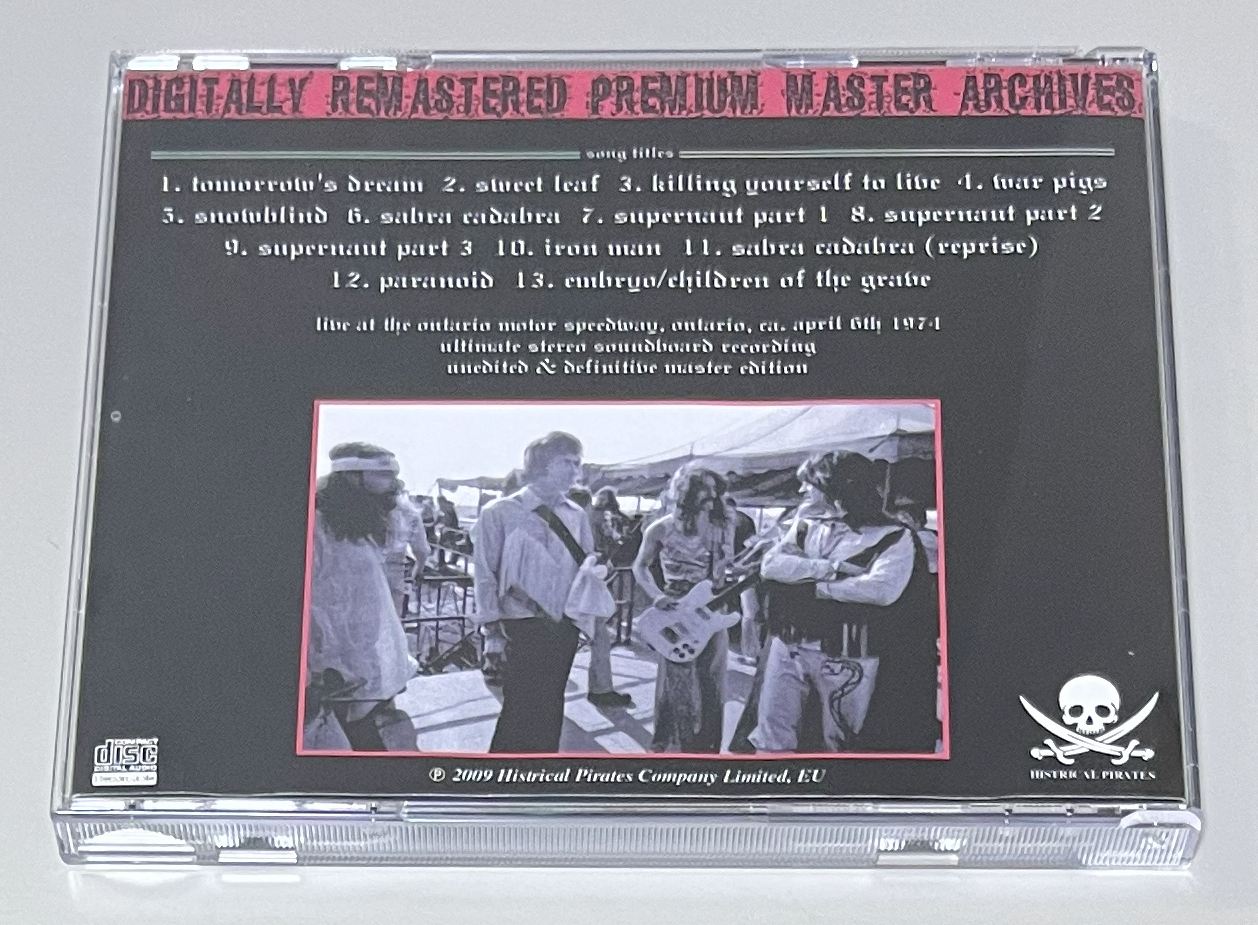 DIGITALLY REMASTERED PREMIUM MASTER ARCHIVES
song titles
1. tomorrow's dream 2. sweet leaf 3. killing yourself to live 4. war pigs
5. snowblind 6. sabra cadabra 7. supernaut part 1 8. supernaut part 2
9. supernaut part 3 10. iron man 11. sabra cadabra (reprise)
12. paranoid 13. embryo/children of the grave
live at the ontario motor speedway, ontario, ca. april 6th 1974
ultimate stereo soundboard recording
unedited & definitive master edition
COMPACT
disc
DIGITAL AUDIO
℗ 2009 Histrical Pirates Company Limited, EU
HISTRICAL PIRATES